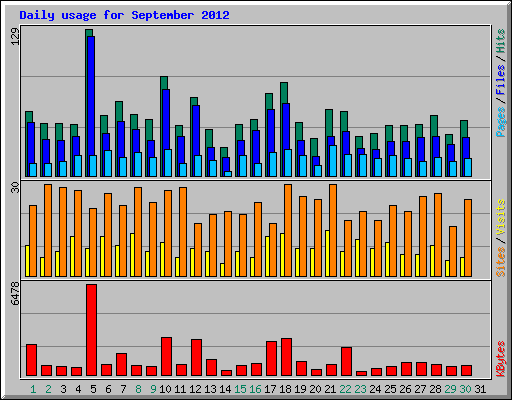 Daily usage for September 2012
129
Pages / Files / Hits
30
Sites / Visits
6478
KBytes
1 2 3 4 5 6 7 8 9 10 11 12 13 14 15 16 17 18 19 20 21 22 23 24 25 26 27 28 29 30 31